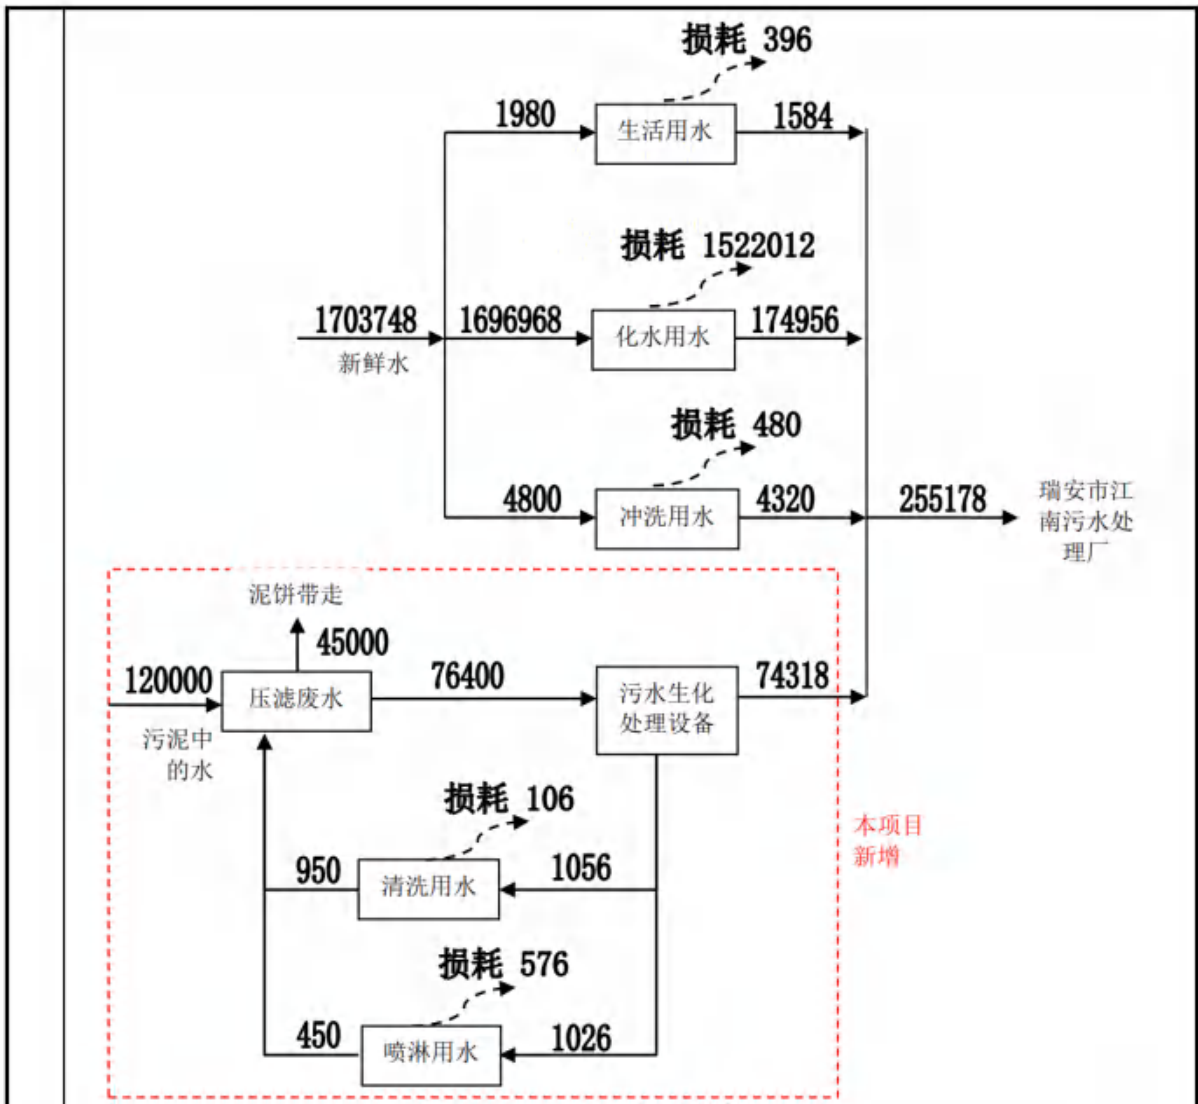 损耗 396
1980
生活用水
1584
损耗 1522012
1703748
新鲜水
1696968
化水用水
174956
损耗 480
4800
冲洗用水
4320
255178
瑞安市江
南污水处
理厂
泥饼带走
45000
120000
压滤废水
76400
污水生化
处理设备
74318
污泥中
的水
损耗 106
950
清洗用水
1056
本项目
新增
损耗 576
450
喷淋用水
1026